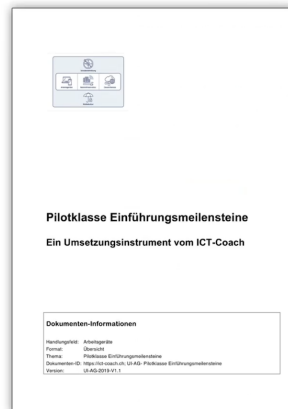 Pilotklasse Einführungsmeilensteine
Ein Umsetzungsinstrument vom ICT-Coach
Dokumenten-Informationen
Handlungsfeld: Arbeitsgeräte
Format: Übersicht
Thema: Pilotklasse Einführungsmeilensteine
Dokumenten-ID: https://ict-coach.ch, UI-AG- Pilotklasse Einführungsmeilensteine
Version: UI-AG-2019-V1.1